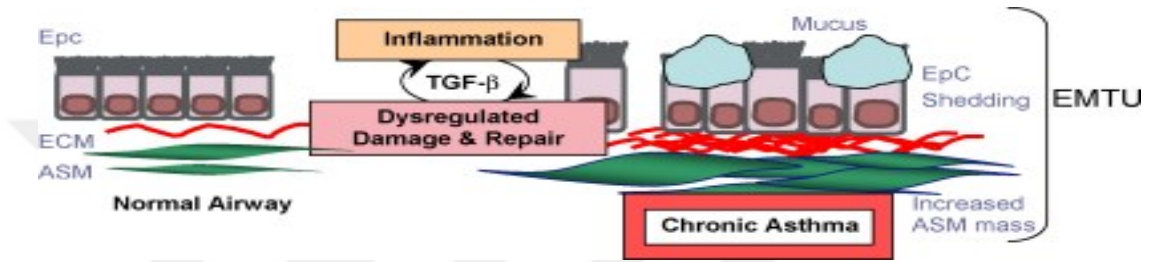 Epc
ECM
ASM
Normal Airway
Inflammation
TGF-β
Dysregulated
Damage & Repair
Mucus
EpC
Shedding
EMTU
Increased
ASM mass
Chronic Asthma